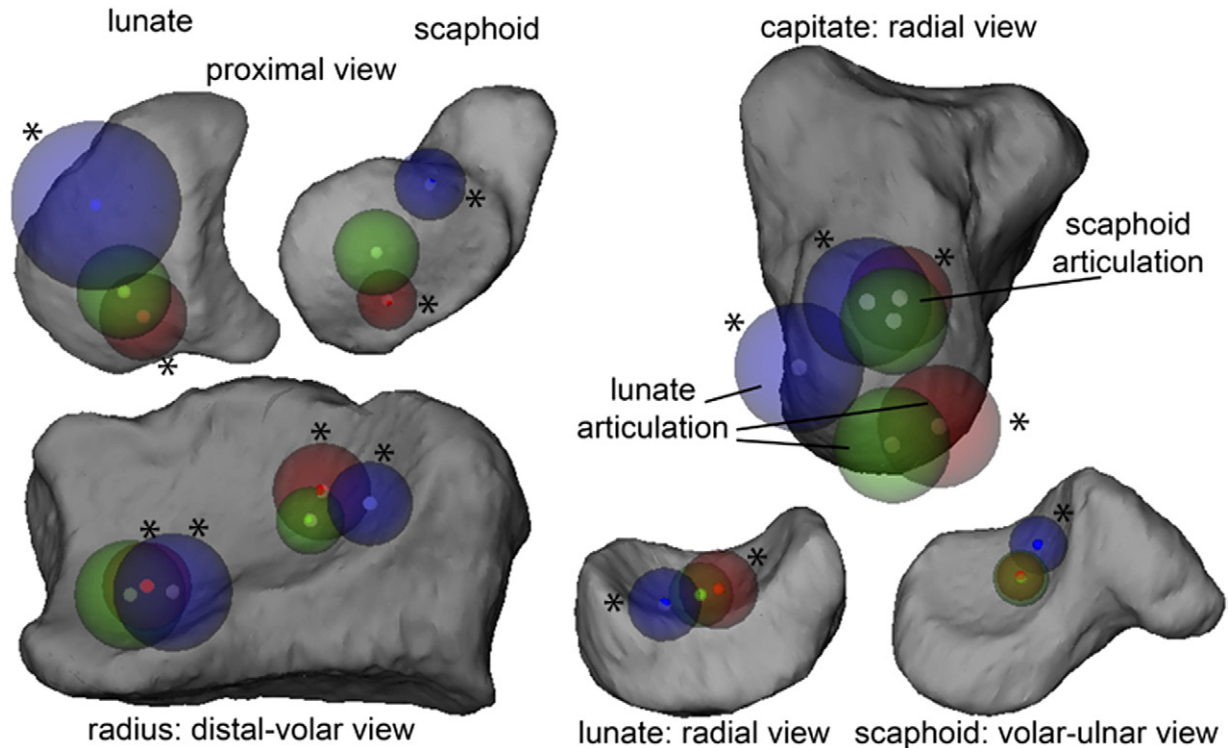 lunate
scaphoid
proximal view
*
*
*
*
radius: distal-volar view
*
*
*
*
capitate: radial view
scaphoid
articulation
*
*
*
*
lunate
articulation
lunate: radial view
*
*
scaphoid: volar-ulnar view
*